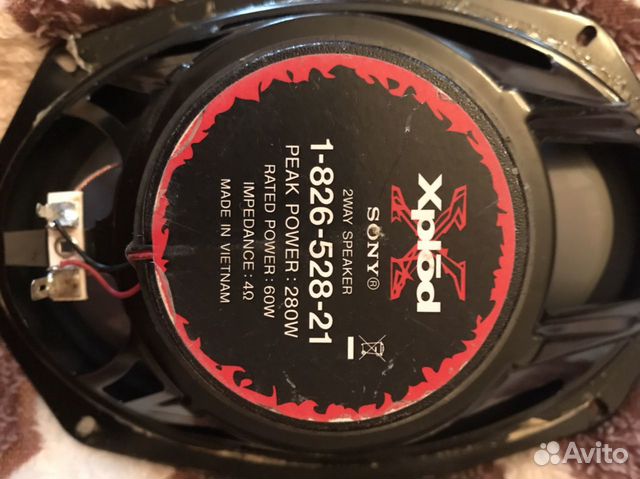 Xplōd
SONY®
2WAY SPEAKER
1-826-528-21
PEAK POWER : 280W
RATED POWER : 60W
IMPEDANCE : 4Ω
MADE IN VIETNAM
Avito